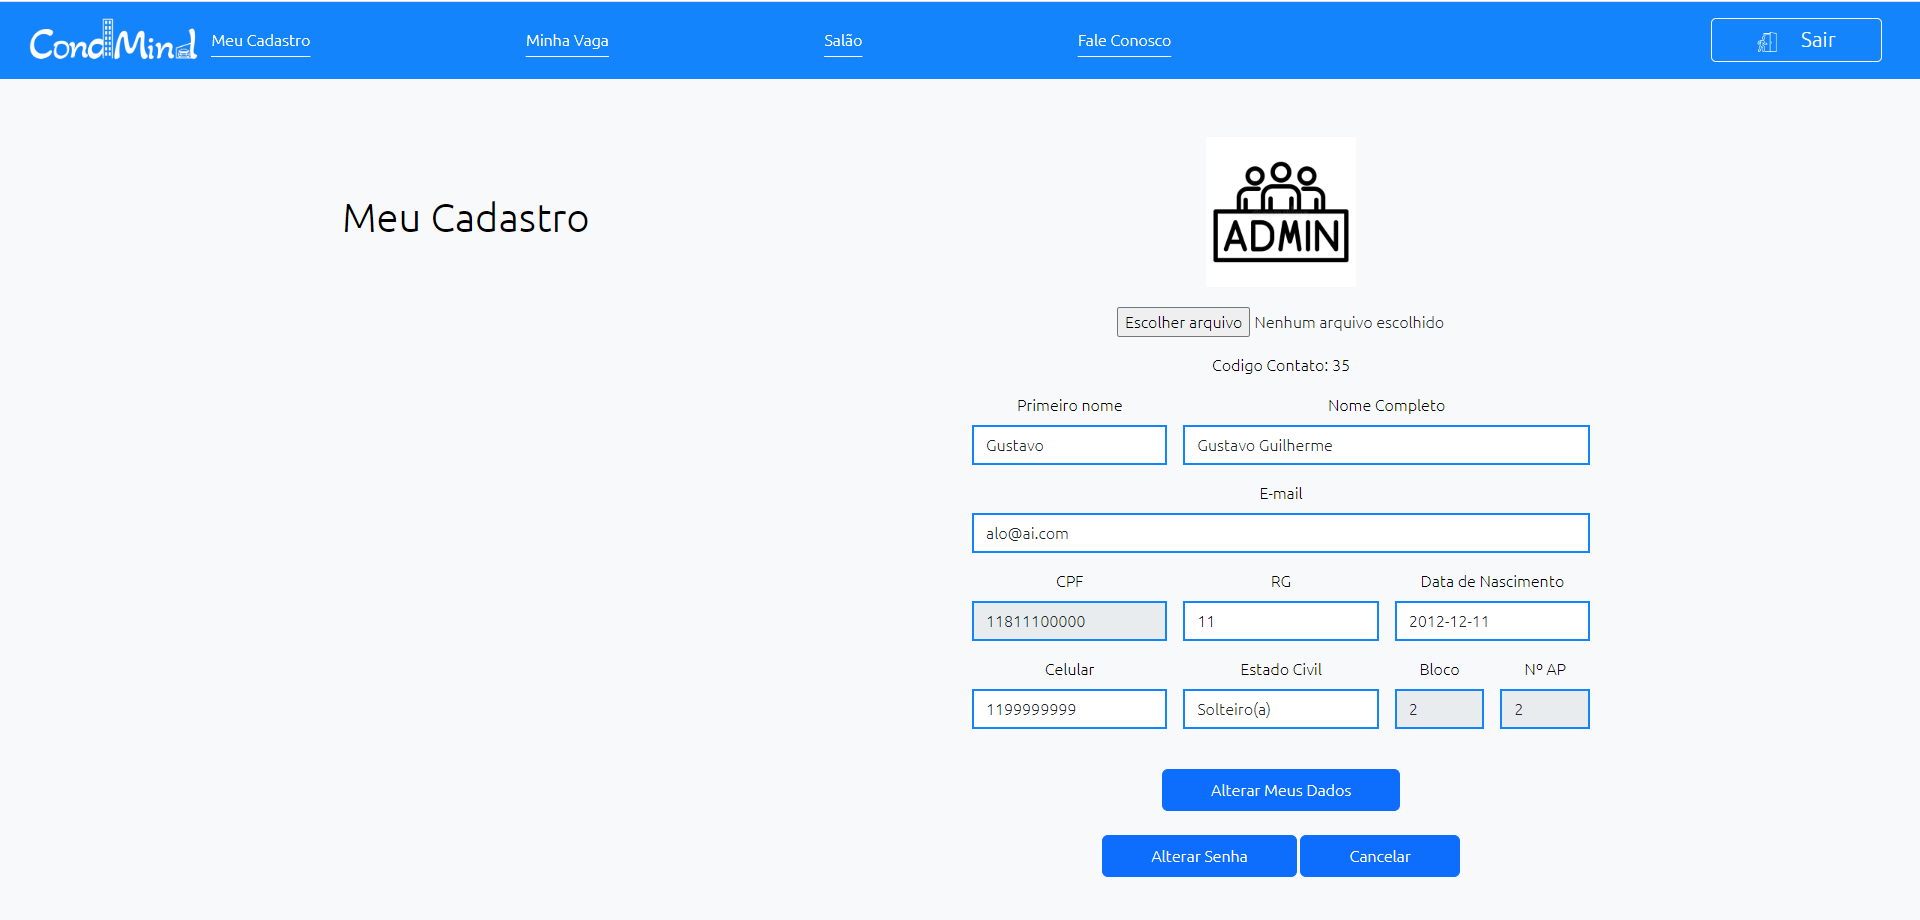 CondMind Meu Cadastro Minha Vaga Salão Fale Conosco Sair
Meu Cadastro
ADMIN
Escolher arquivo Nenhum arquivo escolhido
Codigo Contato: 35
Primeiro nome Nome Completo
Gustavo Gustavo Guilherme
E-mail
alo@ai.com
CPF RG Data de Nascimento
11811100000 11 2012-12-11
Celular Estado Civil Bloco Nº AP
1199999999 Solteiro(a) 2 2
Alterar Meus Dados
Alterar Senha Cancelar